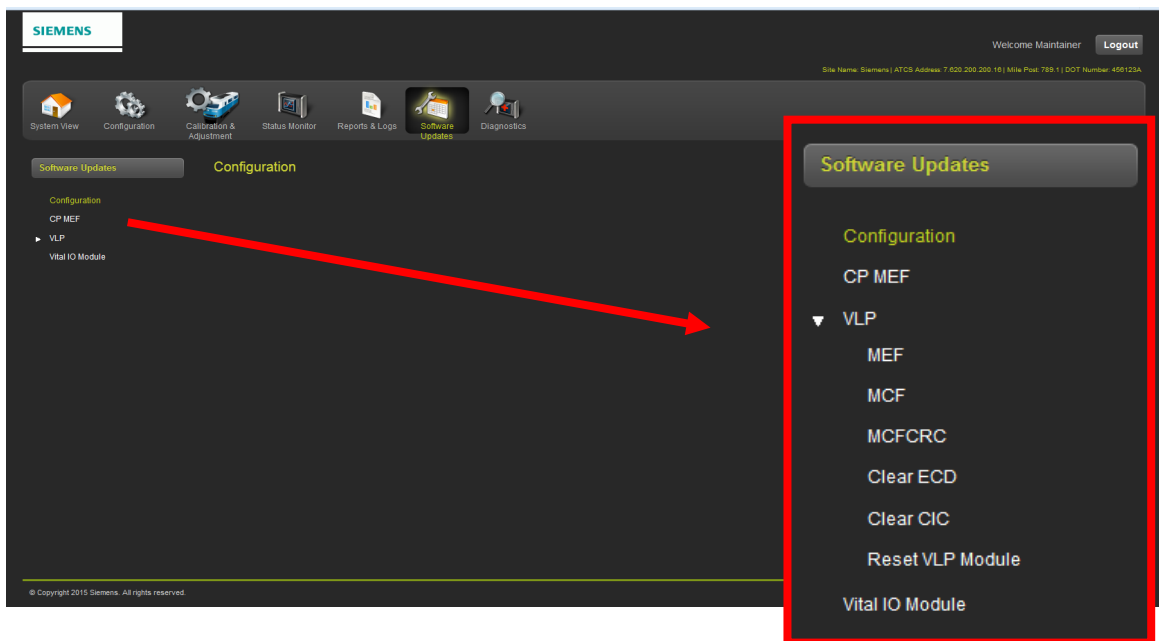 SIEMENS
Welcome Maintainer
Logout
Site Name: Siemens | ATCS Address: 7.620.200.200.16 | Mile Post: 789.1 | DOT Number: 456123A
System View
Configuration
Calibration &
Adjustment
Status Monitor
Reports & Logs
Software
Updates
Diagnostics
Software Updates
Configuration
Configuration
CP MEF
VLP
Vital IO Module
Software Updates
Configuration
CP MEF
VLP
MEF
MCF
MCFCRC
Clear ECD
Clear CIC
Reset VLP Module
Vital IO Module
© Copyright 2015 Siemens. All rights reserved.